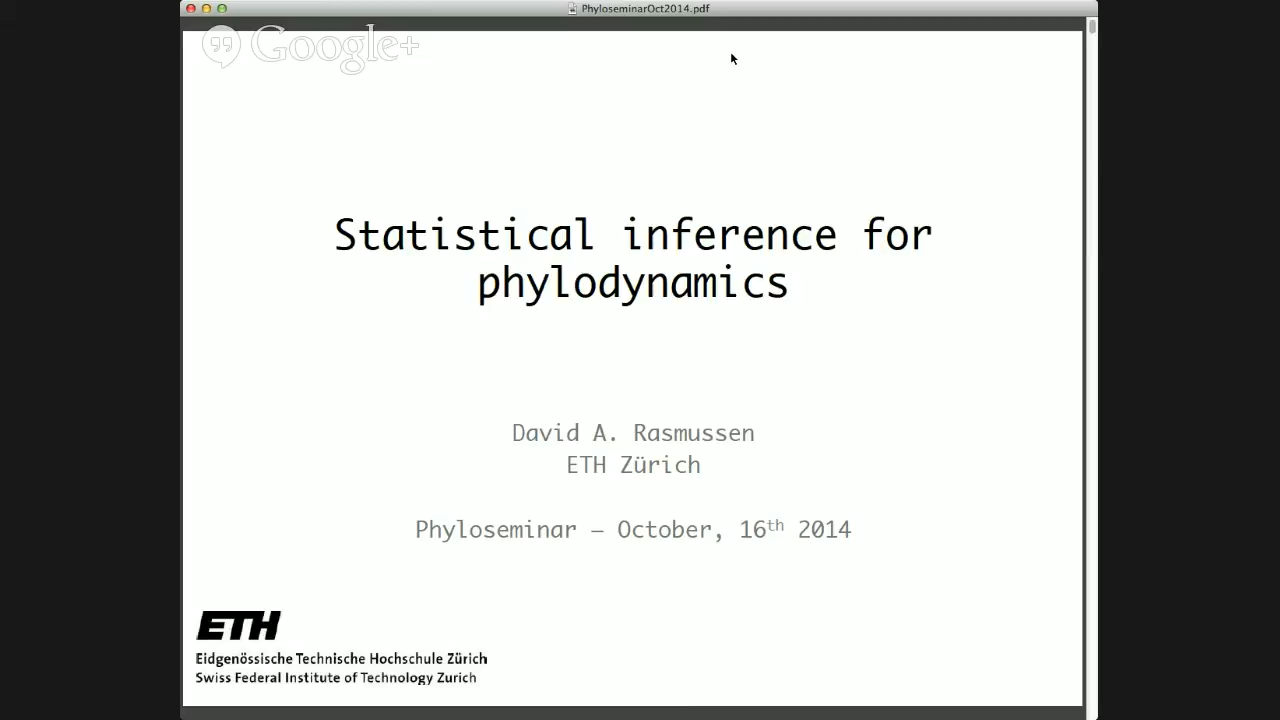 PhyloseminarOct2014.pdf
Google+
Statistical inference for
phylodynamics
David A. Rasmussen
ETH Zürich
Phyloseminar – October, 16th 2014
ETH
Eidgenössische Technische Hochschule Zürich
Swiss Federal Institute of Technology Zurich